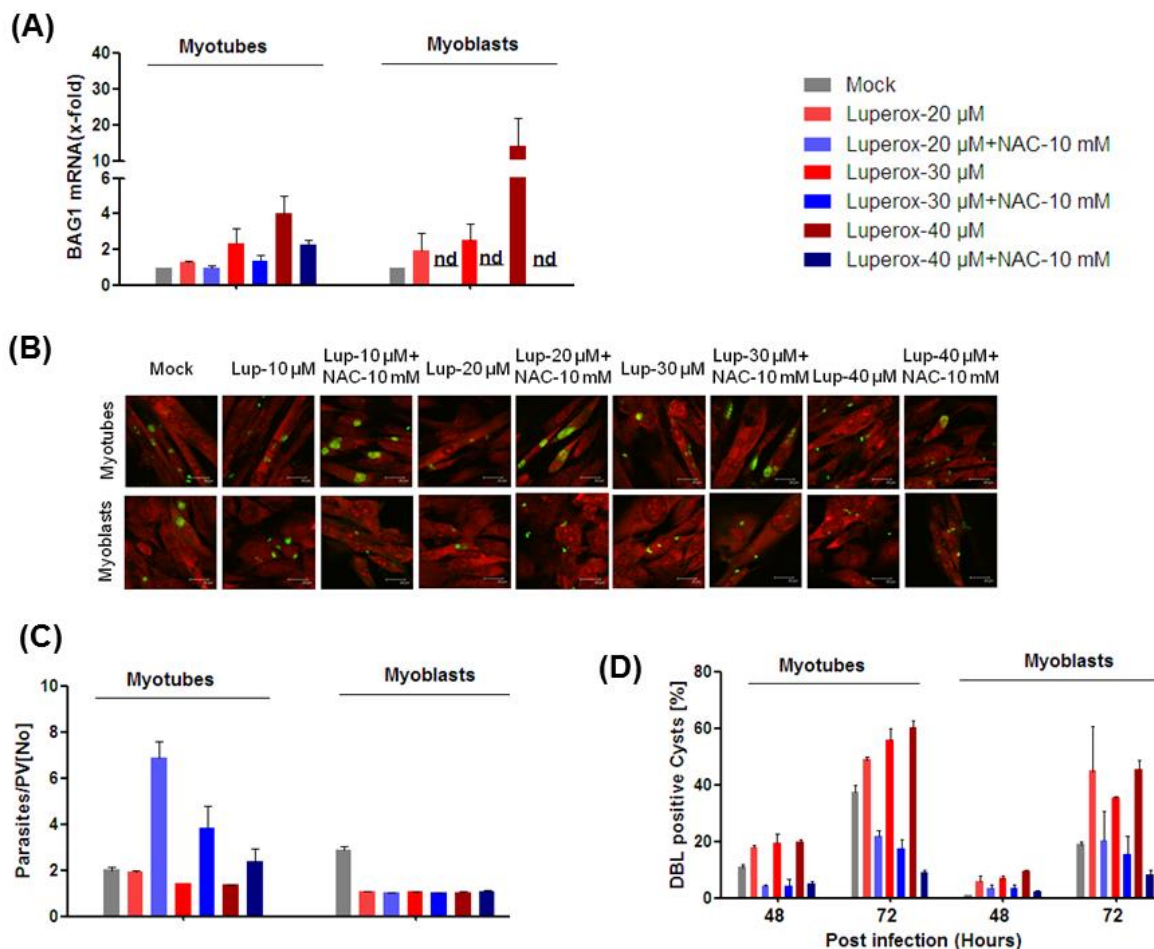 (A)
Myotubes
Myoblasts
BAG1 mRNA(x-fold)
40
30
20
10
6
4
2
0
nd
nd
nd
Mock
Luperox-20 µM
Luperox-20 µM+NAC-10 mM
Luperox-30 µM
Luperox-30 µM+NAC-10 mM
Luperox-40 µM
Luperox-40 µM+NAC-10 mM
(B)
Mock
Lup-10 µM
Lup-10 µM+
NAC-10 mM
Lup-20 µM
Lup-20 µM+
NAC-10 mM
Lup-30 µM
Lup-30 µM+
NAC-10 mM
Lup-40 µM
Lup-40 µM+
NAC-10 mM
Myotubes
Myoblasts
(C)
Myotubes
Myoblasts
Parasites/PV[No]
10
8
6
4
2
0
(D)
Myotubes
Myoblasts
DBL positive Cysts [%]
80
60
40
20
0
48
72
48
72
Post infection (Hours)